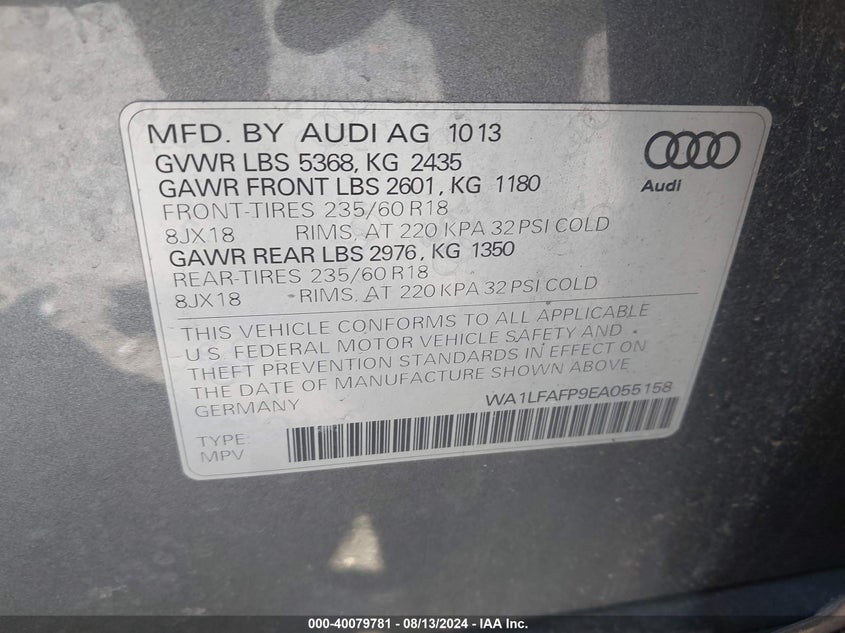 MFD. BY AUDI AG 10 13
GVWR LBS 5368, KG 2435
GAWR FRONT LBS 2601, KG 1180
FRONT-TIRES 235/60 R18
8JX18 RIMS, AT 220 KPA 32 PSI COLD
GAWR REAR LBS 2976, KG 1350
REAR-TIRES 235/60 R18
8JX18 RIMS, AT 220 KPA 32 PSI COLD
Audi
THIS VEHICLE CONFORMS TO ALL APPLICABLE
U.S. FEDERAL MOTOR VEHICLE SAFETY AND
THEFT PREVENTION STANDARDS IN EFFECT ON
THE DATE OF MANUFACTURE SHOWN ABOVE
GERMANY WA1LFAFP9EA055158
TYPE:
MPV
000-40079781 - 08/13/2024 - IAA Inc.